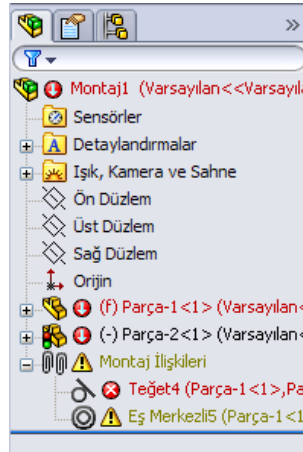 »
Montaj1 (Varsayılan<<Varsayıla
Sensörler
A Detaylandırmalar
Işık, Kamera ve Sahne
Ön Düzlem
Üst Düzlem
Sağ Düzlem
Orijin
(f) Parça-1<1> (Varsayılan<
(-) Parça-2<1> (Varsayılan<
Montaj İlişkileri
Teğet4 (Parça-1<1>,Pa
Eş Merkezli5 (Parça-1<1